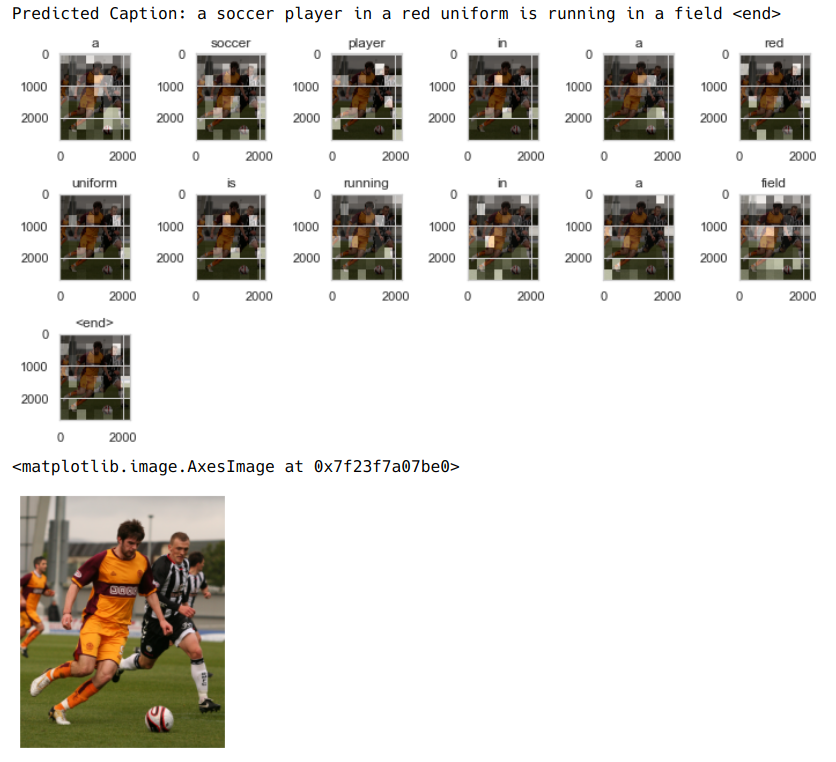 Predicted Caption: a soccer player in a red uniform is running in a field <end>
a soccer player in a red
0 0 0 0 0 0
1000 1000 1000 1000 1000 1000
2000 2000 2000 2000 2000 2000
0 2000 0 2000 0 2000 0 2000 0 2000 0 2000
uniform is running in a field
0 0 0 0 0 0
1000 1000 1000 1000 1000 1000
2000 2000 2000 2000 2000 2000
0 2000 0 2000 0 2000 0 2000 0 2000 0 2000
<end>
0
1000
2000
0 2000
<matplotlib.image.AxesImage at 0x7f23f7a07be0>